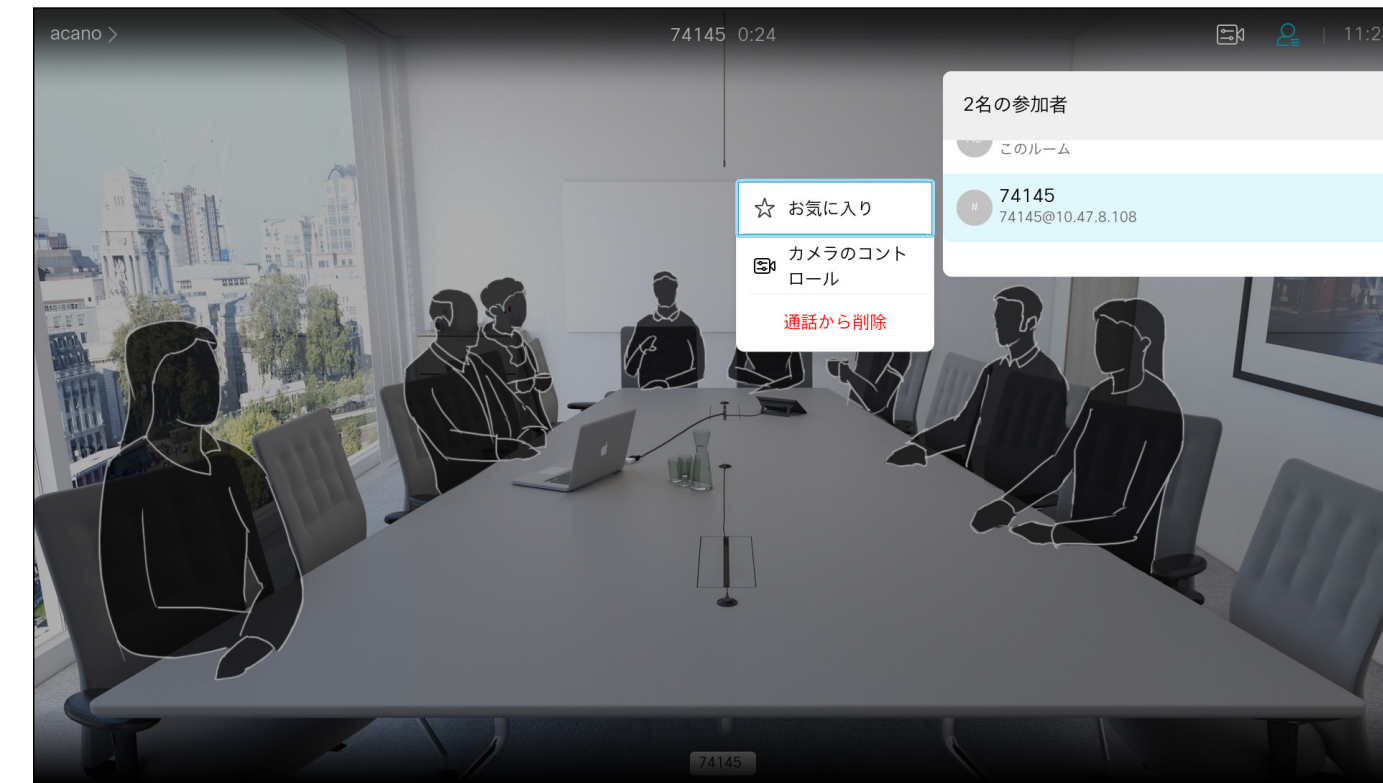 acano >
74145 0:24
11:2
2名の参加者
このルーム
# 74145
74145@10.47.8.108
お気に入り
カメラのコント
ロール
通話から削除
74145